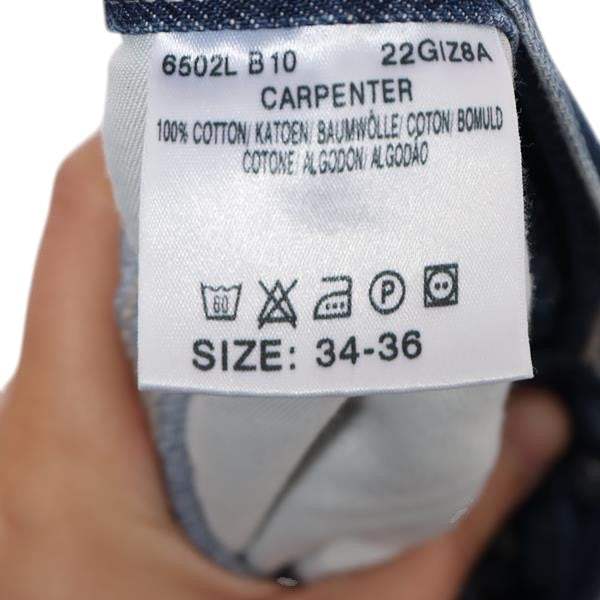 6502L B10 22GIZ8A
CARPENTER
100% COTTON/ KATOEN/ BAUMWÖLLE/ COTON/ BOMULD
COTONE/ ALGODON/ ALGODÃO
60 P
SIZE: 34-36